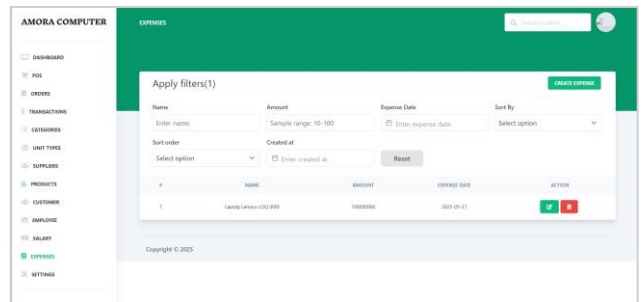 AMORA COMPUTER
EXPENSES
Search product...
DASHBOARD
POS
ORDERS
TRANSACTIONS
CATEGORIES
UNIT TYPES
SUPPLIERS
PRODUCTS
CUSTOMER
EMPLOYEE
SALARY
EXPENSES
SETTINGS
Apply filters(1)
CREATE EXPENSE
Name Amount Expense Date Sort By
Enter name. Sample range: 10-100 Enter expense date. Select option
Sort order Created at
Select option Enter created at. Reset
# NAME AMOUNT EXPENSE DATE ACTION
1 Laptop Lenovo LOQ 2025-05-31
Copyright © 2025